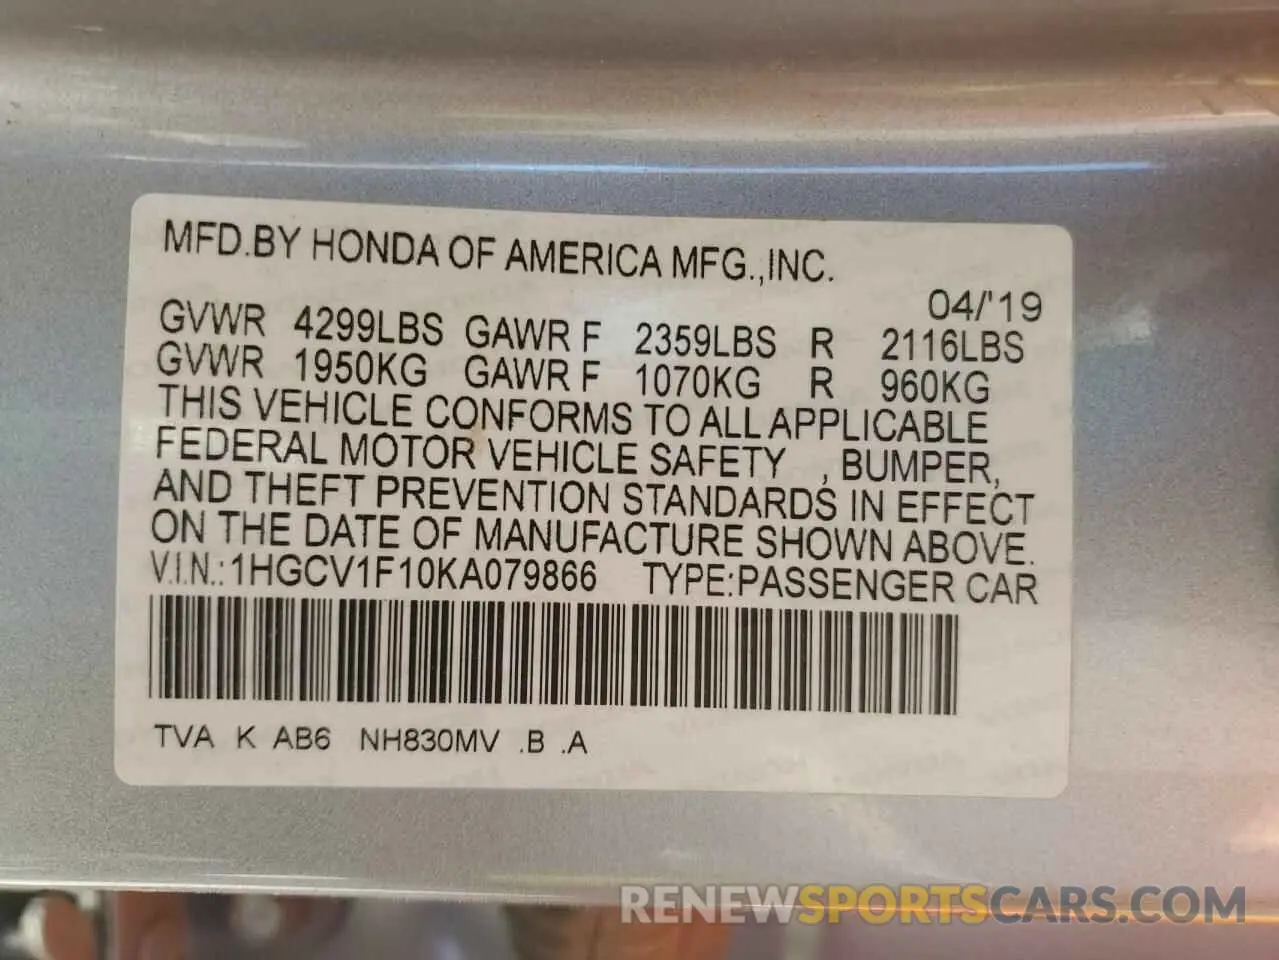 MFD.BY HONDA OF AMERICA MFG.,INC.
04/'19
GVWR 4299LBS GAWR F 2359LBS R 2116LBS
GVWR 1950KG GAWR F 1070KG R 960KG
THIS VEHICLE CONFORMS TO ALL APPLICABLE
FEDERAL MOTOR VEHICLE SAFETY , BUMPER,
AND THEFT PREVENTION STANDARDS IN EFFECT
ON THE DATE OF MANUFACTURE SHOWN ABOVE.
V.I.N.:1HGCV1F10KA079866 TYPE:PASSENGER CAR
TVA K AB6 NH830MV .B .A
RENEWSPORTSCARS.COM